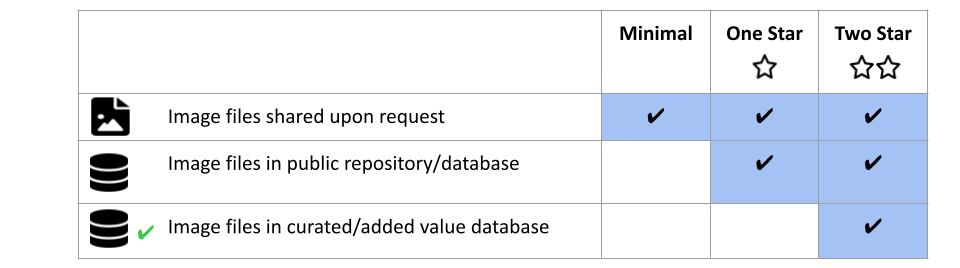 Minimal One Star Two Star
Image files shared upon request ✔ ✔ ✔
Image files in public repository/database ✔ ✔
Image files in curated/added value database ✔